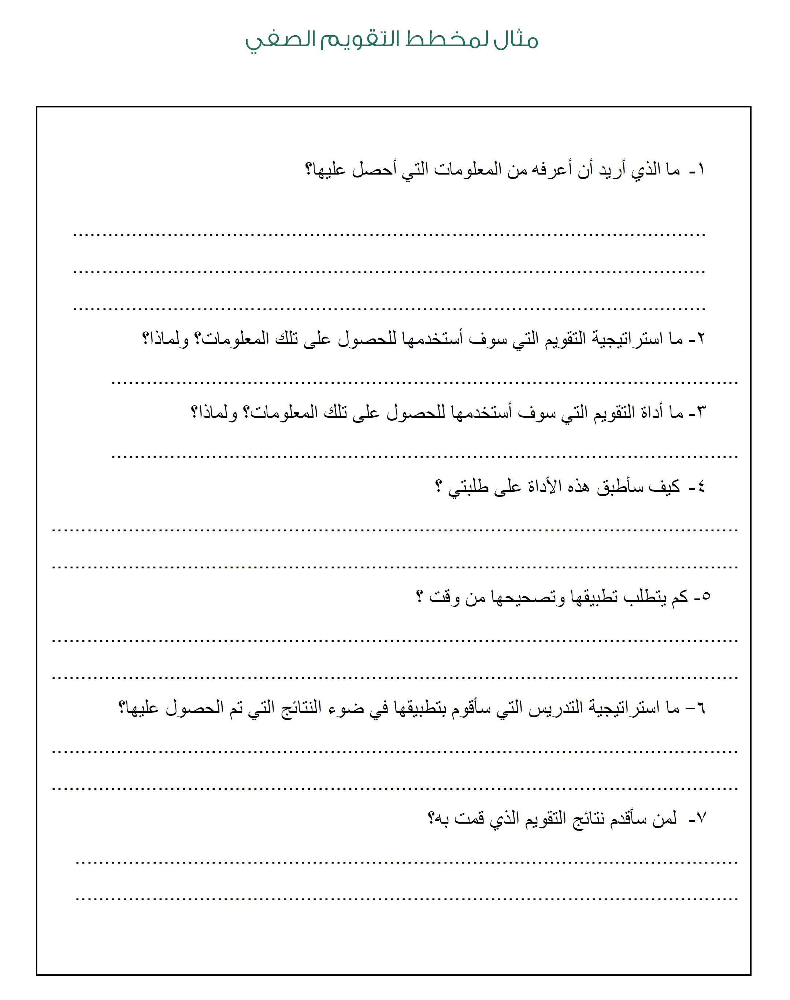 مثال لمخطط التقويم الصفي
١- ما الذي أريد أن أعرفه من المعلومات التي أحصل عليها؟
...........................................................................................................
...........................................................................................................
...........................................................................................................
٢- ما استراتيجية التقويم التي سوف أستخدمها للحصول على تلك المعلومات؟ ولماذا؟
..........................................................................................................
٣- ما أداة التقويم التي سوف أستخدمها للحصول على تلك المعلومات؟ ولماذا؟
..........................................................................................................
٤- كيف سأطبق هذه الأداة على طلبتي ؟
....................................................................................................................
....................................................................................................................
٥- كم يتطلب تطبيقها وتصحيحها من وقت ؟
....................................................................................................................
....................................................................................................................
٦– ما استراتيجية التدريس التي سأقوم بتطبيقها في ضوء النتائج التي تم الحصول عليها؟
....................................................................................................................
....................................................................................................................
٧- لمن سأقدم نتائج التقويم الذي قمت به؟
................................................................................................................
................................................................................................................